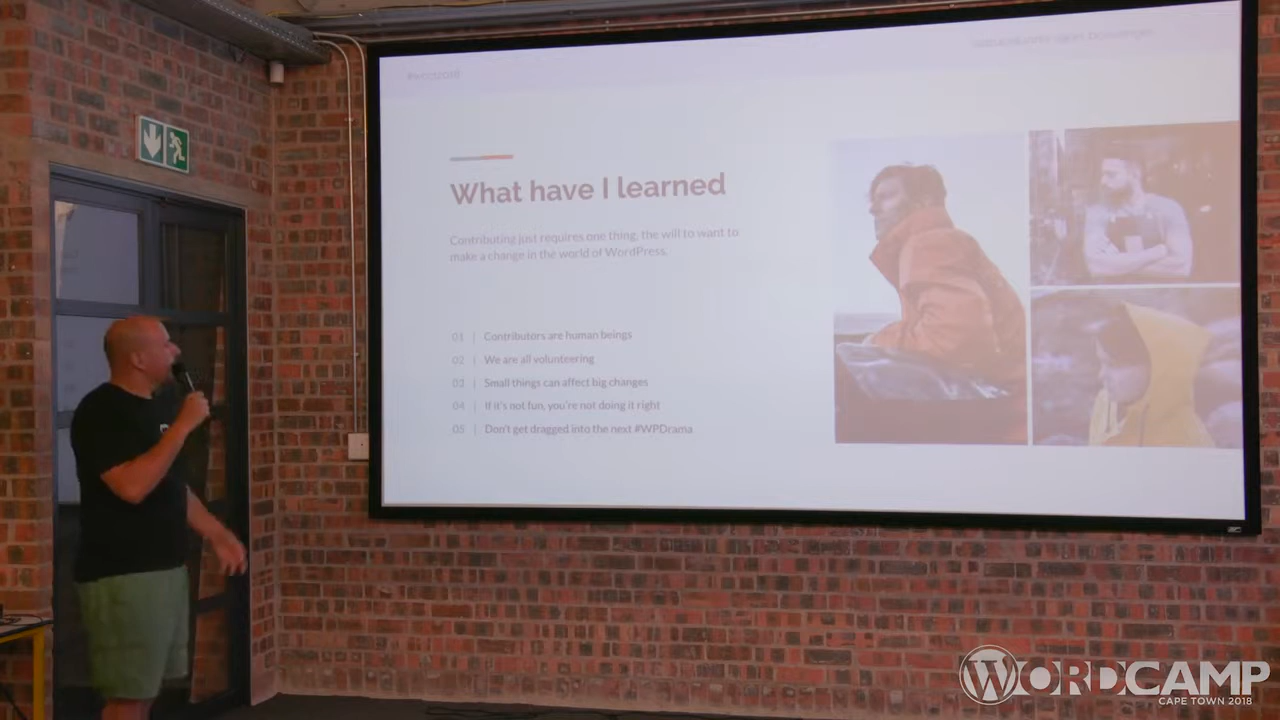 What have I learned
Contributing just requires one thing, the will to want to
make a change in the world of WordPress.
01 | Contributors are human beings
02 | We are all volunteering
03 | Small things can affect big changes
04 | If it's not fun, you're not doing it right
05 | Don't get dragged into the next #WPDrama
WORDCAMP
CAPE TOWN 2018